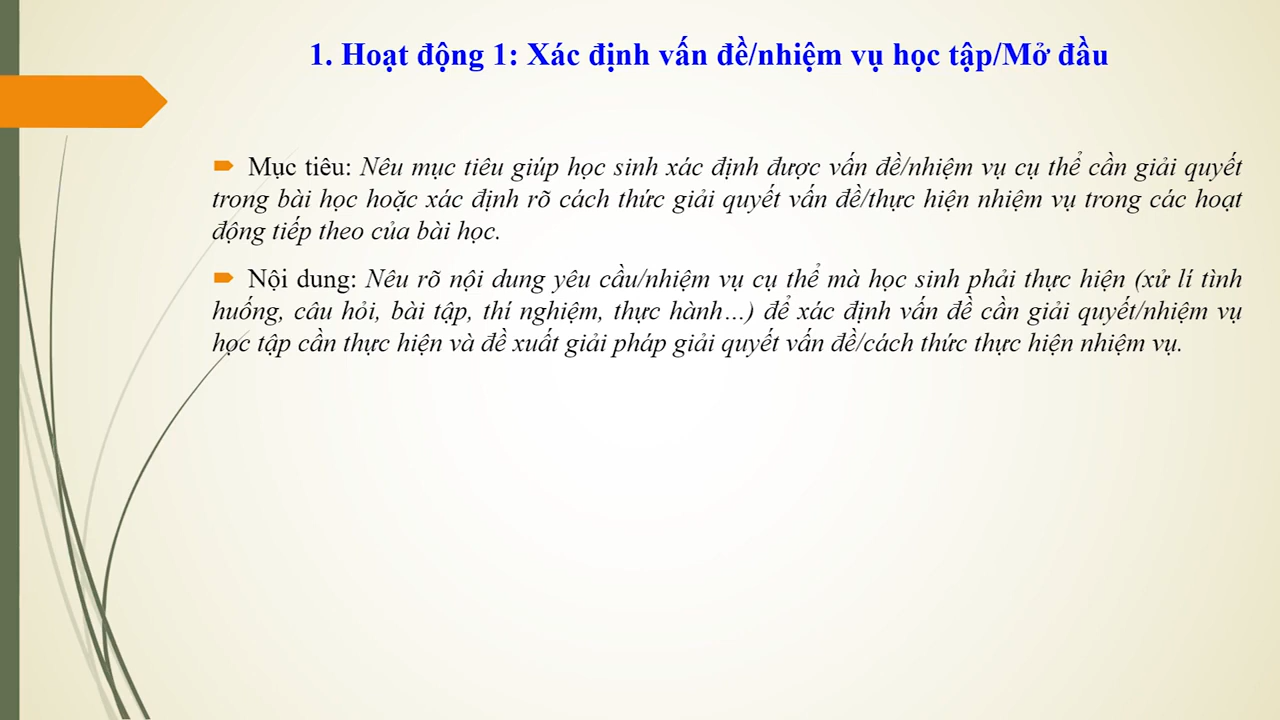 1. Hoạt động 1: Xác định vấn đề/nhiệm vụ học tập/Mở đầu
Mục tiêu: Nêu mục tiêu giúp học sinh xác định được vấn đề/nhiệm vụ cụ thể cần giải quyết
trong bài học hoặc xác định rõ cách thức giải quyết vấn đề/thực hiện nhiệm vụ trong các hoạt
động tiếp theo của bài học.
Nội dung: Nêu rõ nội dung yêu cầu/nhiệm vụ cụ thể mà học sinh phải thực hiện (xử lí tình
huống, câu hỏi, bài tập, thí nghiệm, thực hành…) để xác định vấn đề cần giải quyết/nhiệm vụ
học tập cần thực hiện và đề xuất giải pháp giải quyết vấn đề/cách thức thực hiện nhiệm vụ.